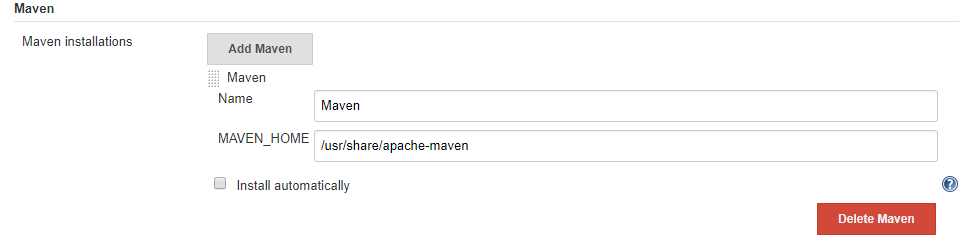 Maven
Maven installations
Add Maven
Maven
Name
Maven
MAVEN_HOME
/usr/share/apache-maven
Install automatically
?
Delete Maven